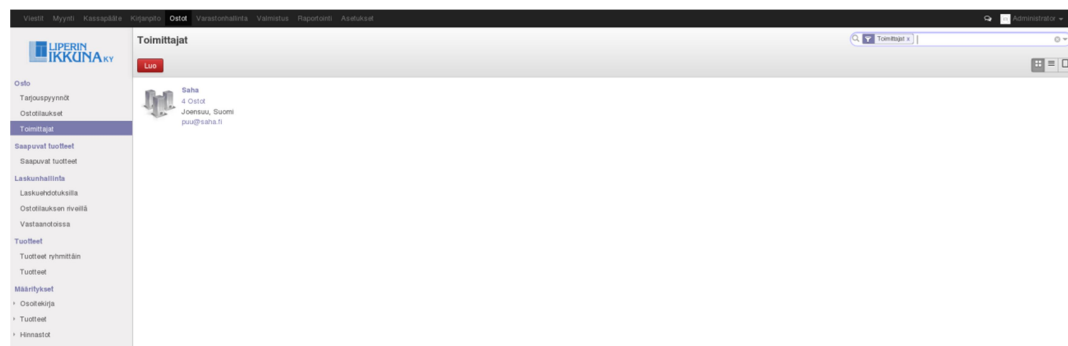 Viestit Myynti Kassapääte Kirjanpito Ostot Varastonhallinta Valmistus Raportointi Asetukset Administrator
LIPERIN
IKKUNA KY
Toimittajat
Toimittajat x
Luo
Osto
Tarjouspyynnöt
Ostotilaukset
Toimittajat
Saapuvat tuotteet
Saapuvat tuotteet
Laskunhallinta
Laskuehdotuksilla
Ostotilauksen riveillä
Vastaanotoissa
Tuotteet
Tuotteet ryhmittäin
Tuotteet
Määritykset
Osoitekirja
Tuotteet
Hinnastot
Saha
4 Ostot
Joensuu, Suomi
puu@saha.fi